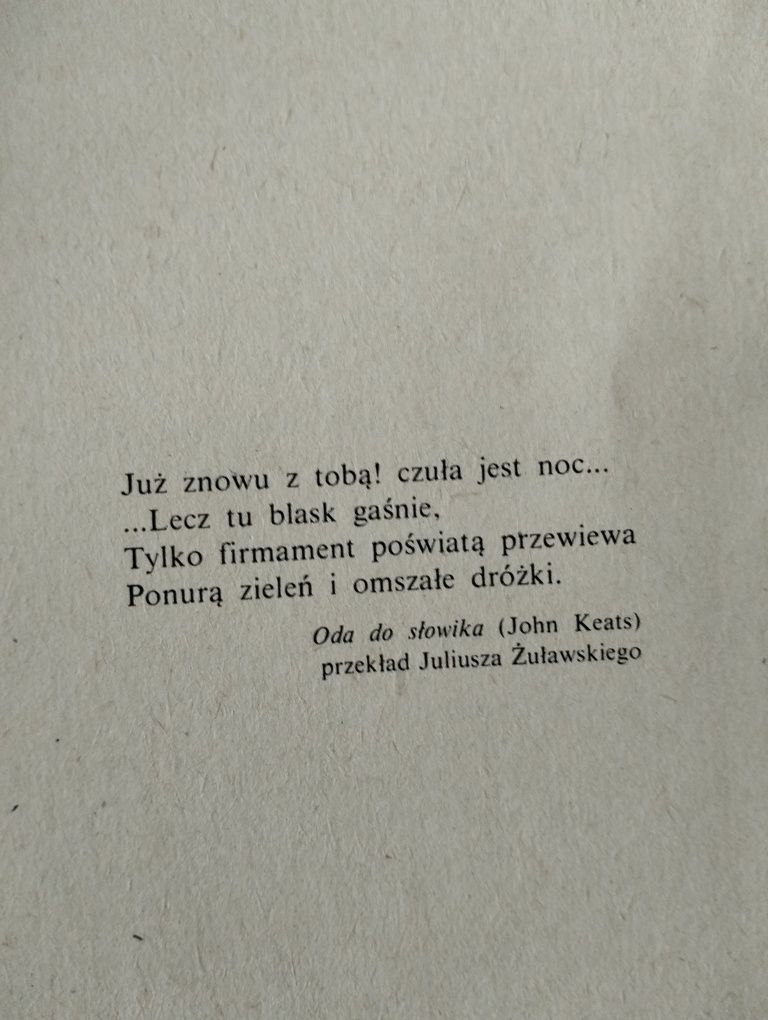 Już znowu z tobą! czuła jest noc...
...Lecz tu blask gaśnie,
Tylko firmament poświatą przewiewa
Ponurą zieleń i omszałe dróżki.
Oda do słowika (John Keats)
przekład Juliusza Żuławskiego